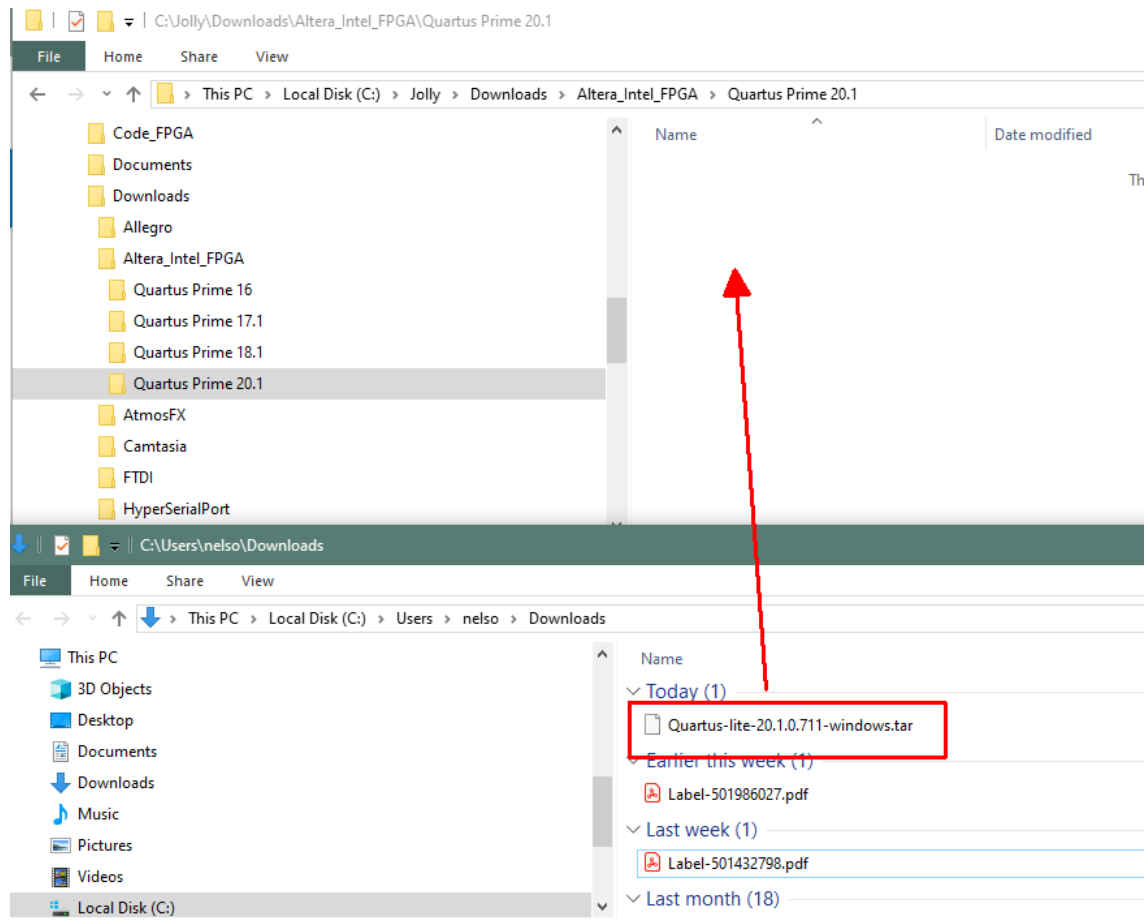 C:\Jolly\Downloads\Altera_Intel_FPGA\Quartus Prime 20.1
File Home Share View
This PC > Local Disk (C:) > Jolly > Downloads > Altera_Intel_FPGA > Quartus Prime 20.1
Name Date modified
Code_FPGA
Documents
Th
Downloads
Allegro
Altera_Intel_FPGA
Quartus Prime 16
Quartus Prime 17.1
Quartus Prime 18.1
Quartus Prime 20.1
AtmosFX
Camtasia
FTDI
HyperSerialPort
C:\Users\nelso\Downloads
File Home Share View
This PC > Local Disk (C:) > Users > nelso > Downloads
This PC
3D Objects
Desktop
Documents
Downloads
Music
Pictures
Videos
Local Disk (C:)
Name
Today (1)
Quartus-lite-20.1.0.711-windows.tar
Earlier this week (1)
Label-501986027.pdf
Last week (1)
Label-501432798.pdf
Last month (18)